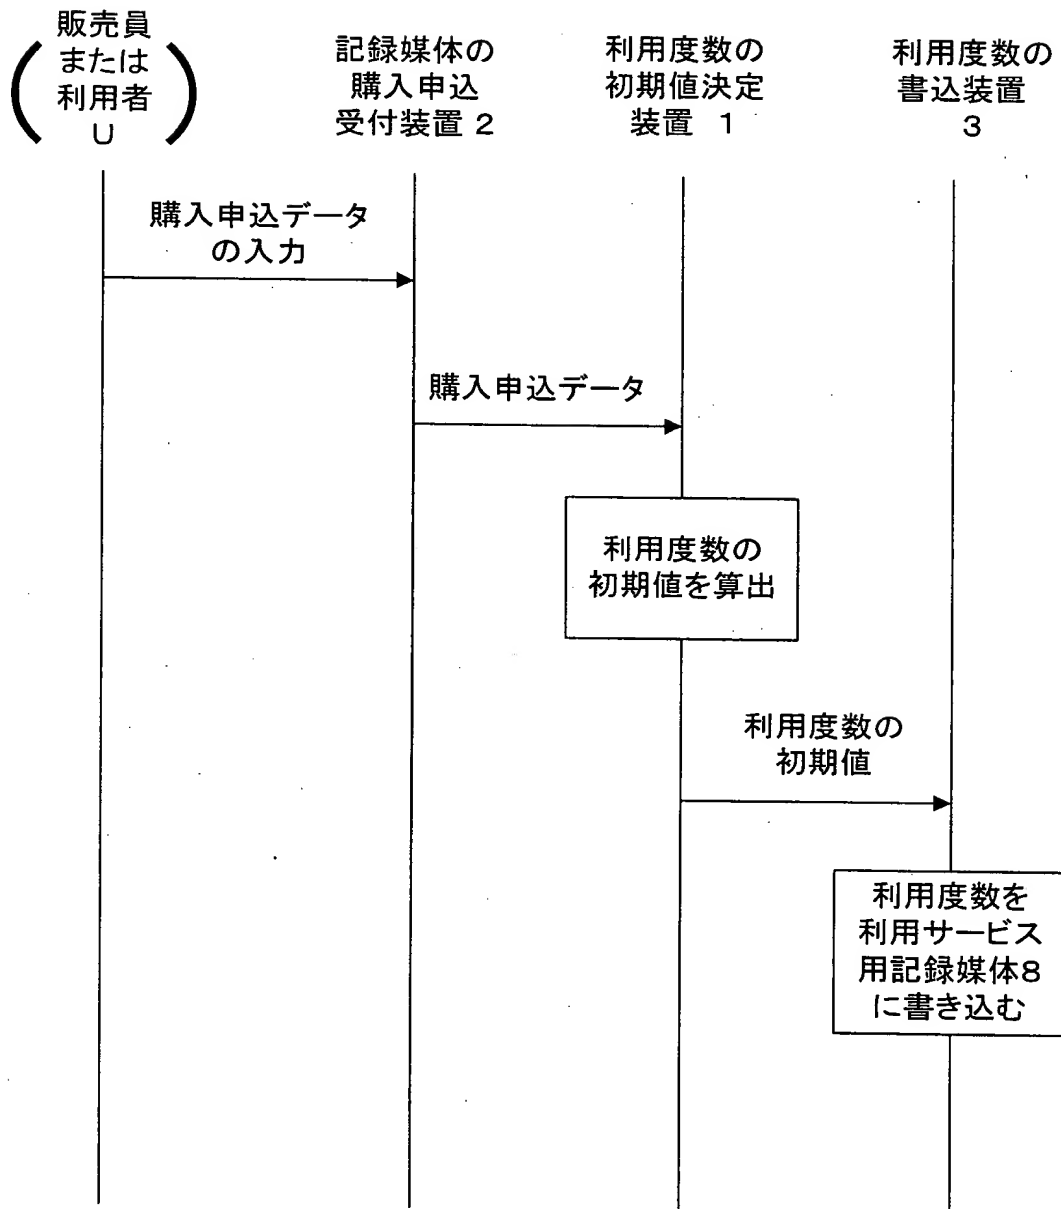 販売員
または
利用者
U
記録媒体の
購入申込
受付装置 2
利用度数の
初期値決定
装置 1
利用度数の
書込装置
3
購入申込データ
の入力
購入申込データ
利用度数の
初期値を算出
利用度数の
初期値
利用度数を
利用サービス
用記録媒体8
に書き込む